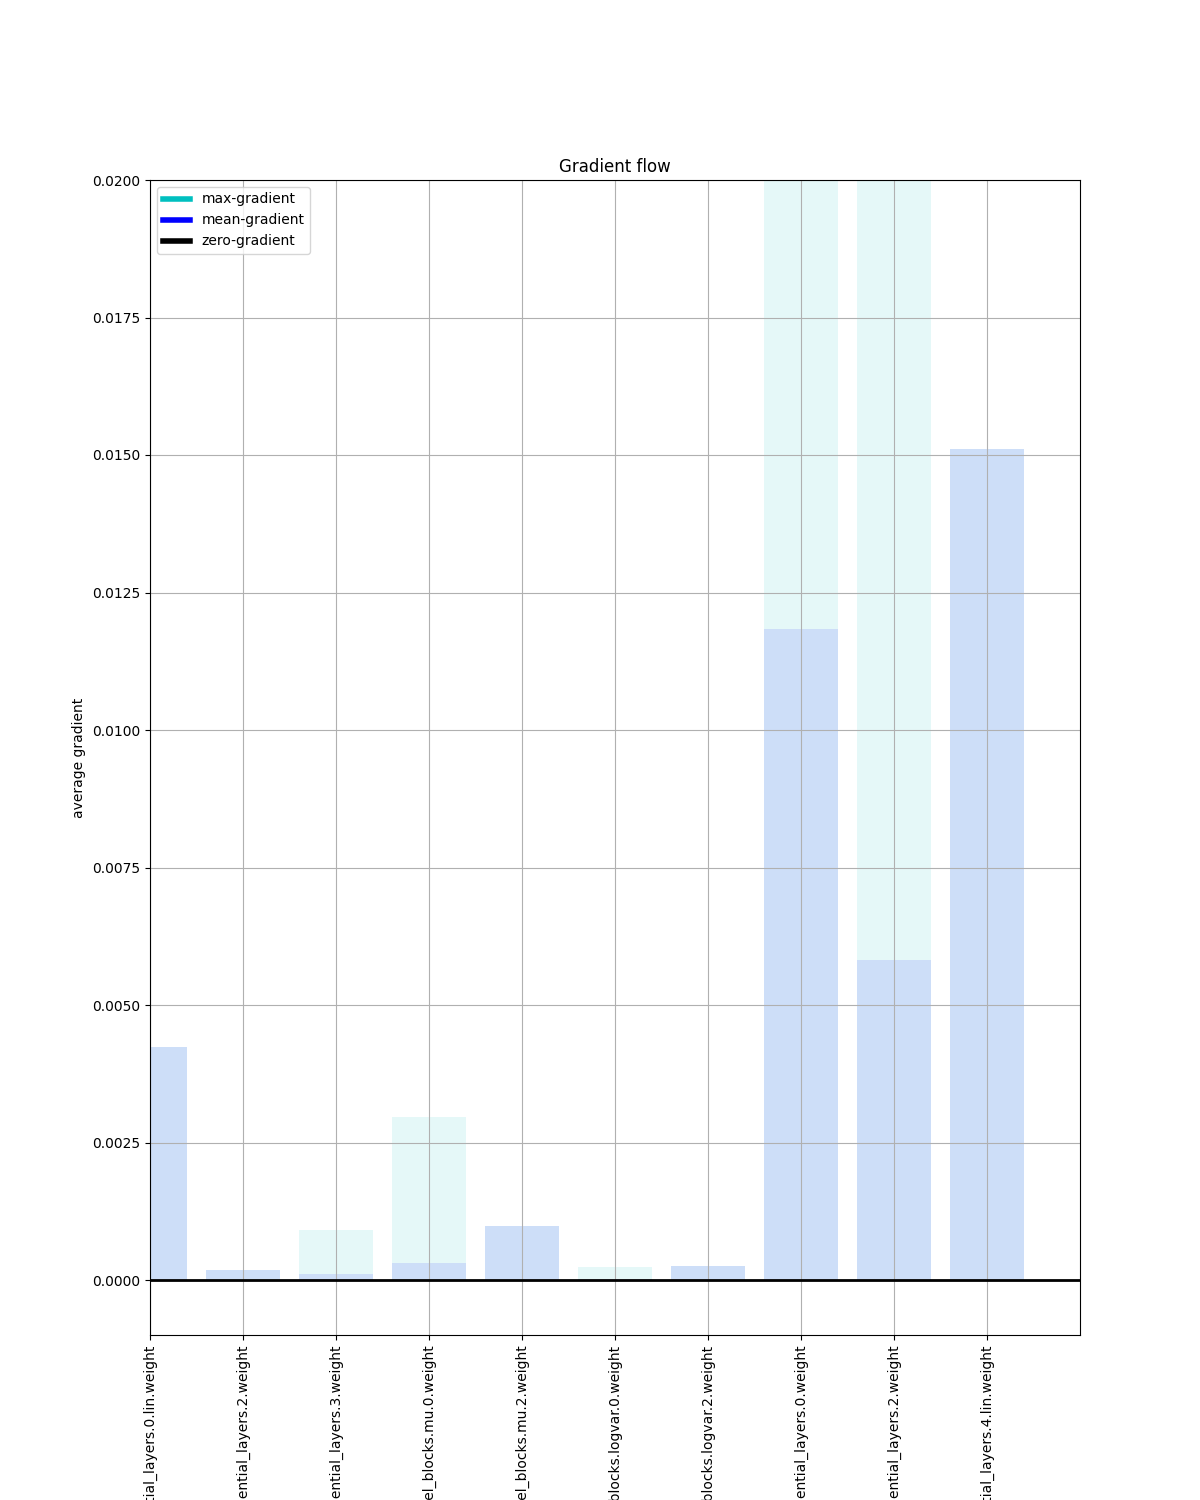 Gradient flow
max-gradient
mean-gradient
zero-gradient
0.0200
0.0175
0.0150
0.0125
0.0100
0.0075
0.0050
0.0025
0.0000
average gradient
tial_layers.0.lin.weight
ential_layers.2.weight
ential_layers.3.weight
el_blocks.mu.0.weight
el_blocks.mu.2.weight
blocks.logvar.0.weight
blocks.logvar.2.weight
ential_layers.0.weight
ential_layers.2.weight
tial_layers.4.lin.weight